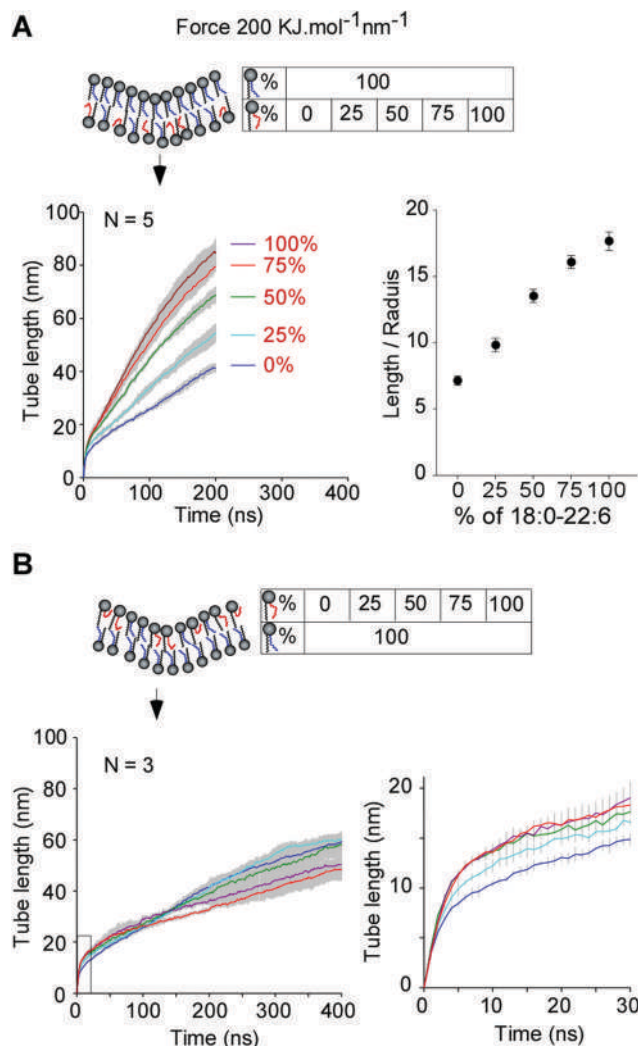 A
Force 200 KJ.mol⁻¹nm⁻¹
% 100
% 0 25 50 75 100
N = 5
100%
75%
50%
25%
0%
100
80
60
40
20
0
Tube length (nm)
0 100 200 300 400
Time (ns)
20
15
10
5
0
Length / Raduis
0 25 50 75 100
% of 18:0-22:6
B
% 0 25 50 75 100
% 100
N = 3
100
80
60
40
20
0
Tube length (nm)
0 100 200 300 400
Time (ns)
20
10
0
Tube length (nm)
0 10 20 30
Time (ns)